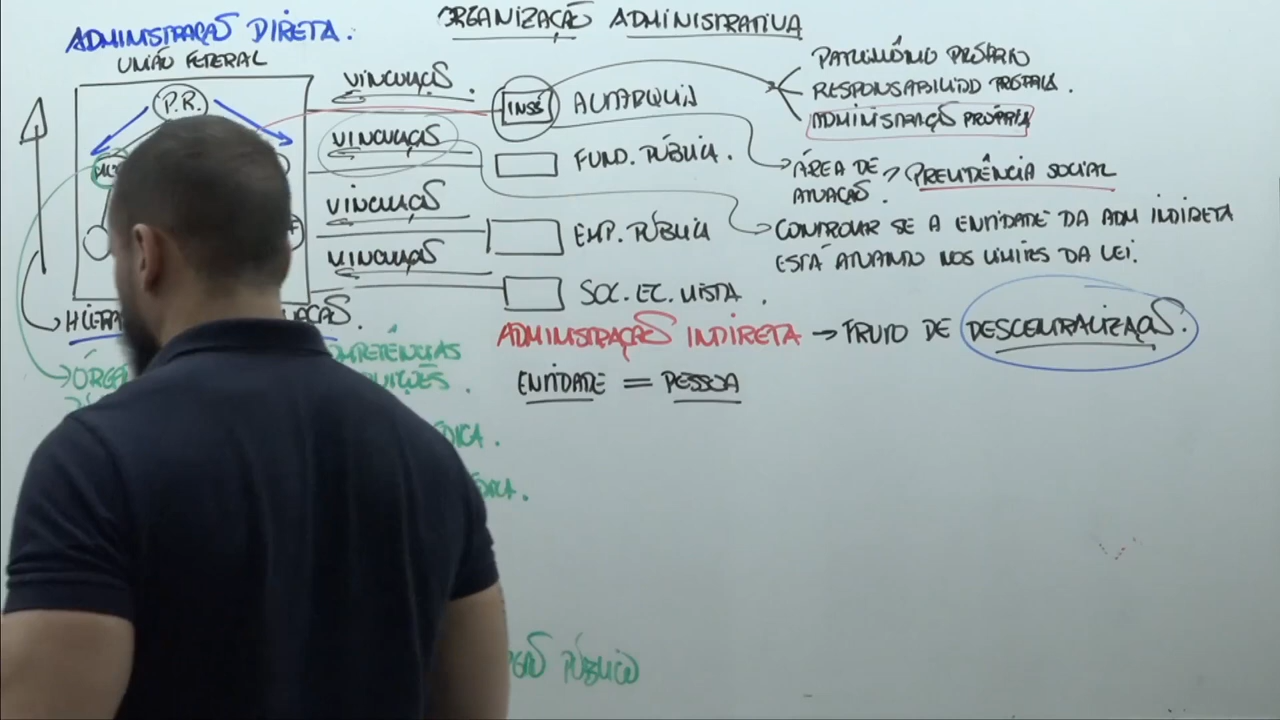 ORGANIZAÇÃO ADMINISTRATIVA
ADMINISTRAÇÃO DIRETA.
UNIÃO FEDERAL
P.R.
VINCULAÇÃO.
VINCULAÇÃO
VINCULAÇÃO
VINCULAÇÃO
INSS
AUTARQUIA
FUND. PÚBLICA.
EMP. PÚBLICA
SOC. EC. MISTA.
PATRIMÔNIO PRÓPRIO
RESPONSABILIDAD PRÓPRIA.
ADMINISTRAÇÃO PRÓPRIA
ÁREA DE ATUAÇÃO.
PREVIDÊNCIA SOCIAL
CONTROLAR SE A ENTIDADE DA ADM INDIRETA
ESTÁ ATUANDO NOS LIMITES DA LEI.
ADMINISTRAÇÃO INDIRETA → FRUTO DE DESCENTRALIZAÇÃO.
ENTIDADE = PESSOA
PÚBLICO